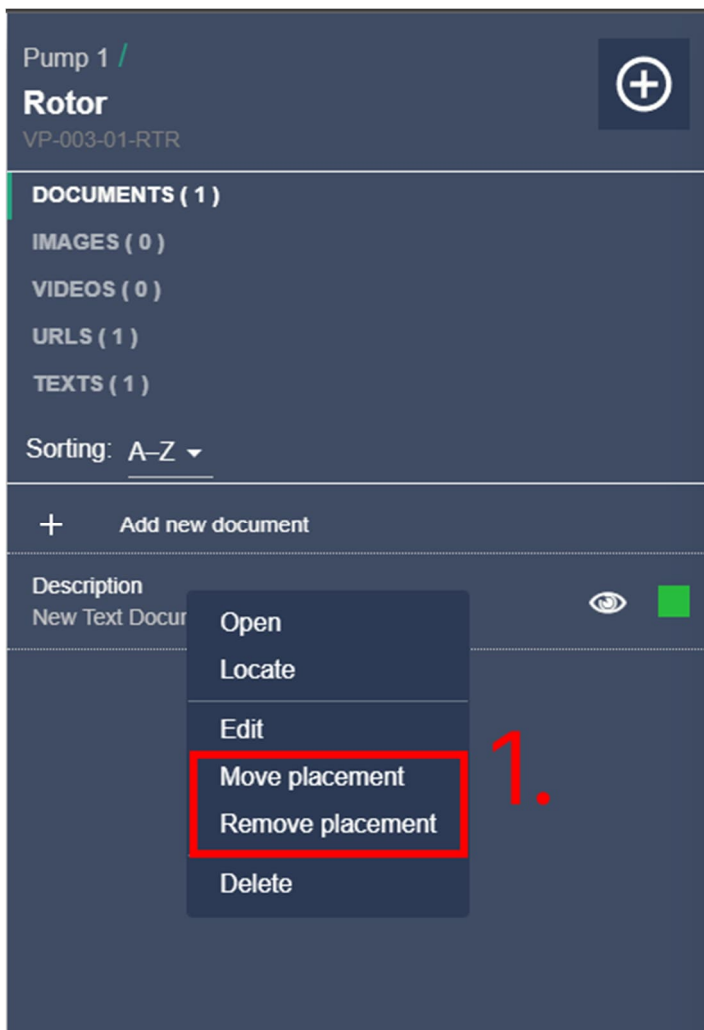 Pump 1 /
Rotor
VP-003-01-RTR
DOCUMENTS ( 1 )
IMAGES ( 0 )
VIDEOS ( 0 )
URLS ( 1 )
TEXTS ( 1 )
Sorting: A–Z
+ Add new document
Description
New Text Docu
Open
Locate
Edit
Move placement
Remove placement
1.
Delete